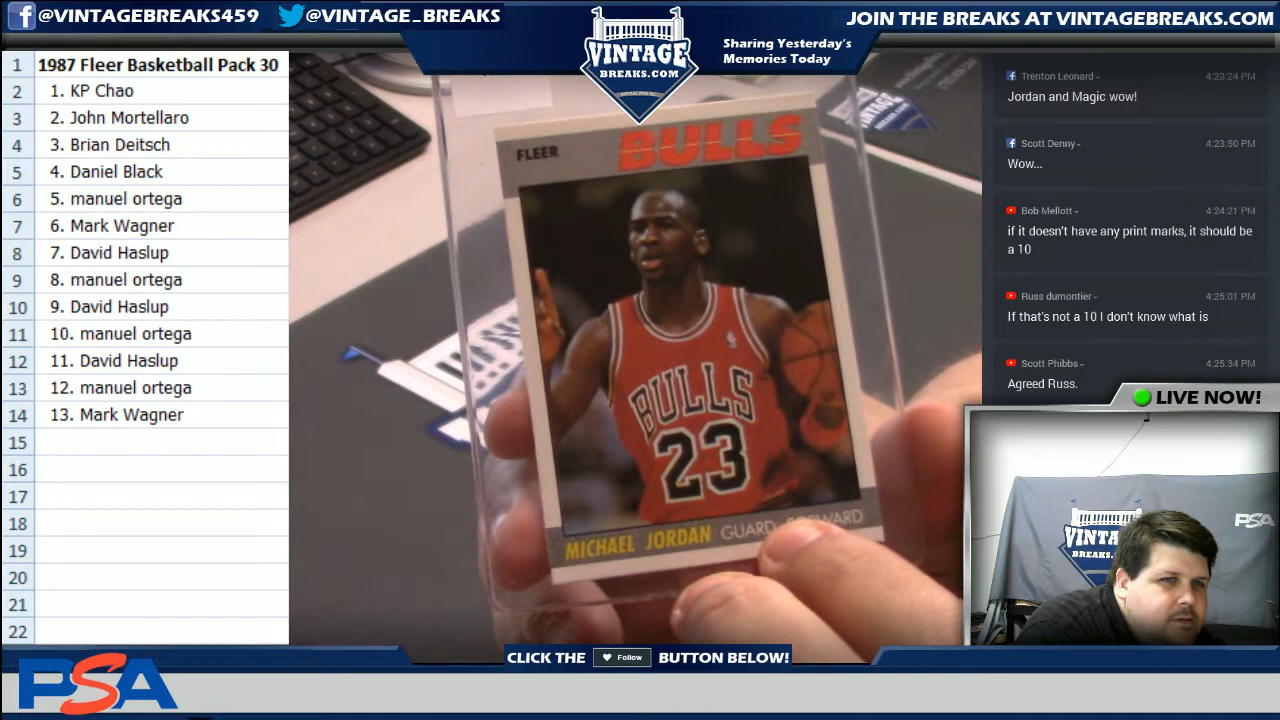 @VINTAGEBREAKS459
@VINTAGE_BREAKS
VINTAGE
BREAKS.COM
Sharing Yesterday's
Memories Today
JOIN THE BREAKS AT VINTAGEBREAKS.COM
1 1987 Fleer Basketball Pack 30
2 1. KP Chao
3 2. John Mortellaro
4 3. Brian Deitsch
5 4. Daniel Black
6 5. manuel ortega
7 6. Mark Wagner
8 7. David Haslup
9 8. manuel ortega
10 9. David Haslup
11 10. manuel ortega
12 11. David Haslup
13 12. manuel ortega
14 13. Mark Wagner
15
16
17
18
19
20
21
22
FLEER
BULLS
BULLS
23
MICHAEL JORDAN GUARD FORWARD
Trenton Leonard 4:23:24 PM
Jordan and Magic wow!
Scott Denny 4:23:50 PM
Wow...
Bob Mellott 4:24:21 PM
if it doesn't have any print marks, it should be
a 10
Russ dumontier 4:25:01 PM
If that's not a 10 I don't know what is
Scott Phibbs 4:25:34 PM
Agreed Russ.
LIVE NOW!
PSA
CLICK THE Follow BUTTON BELOW!
PSA